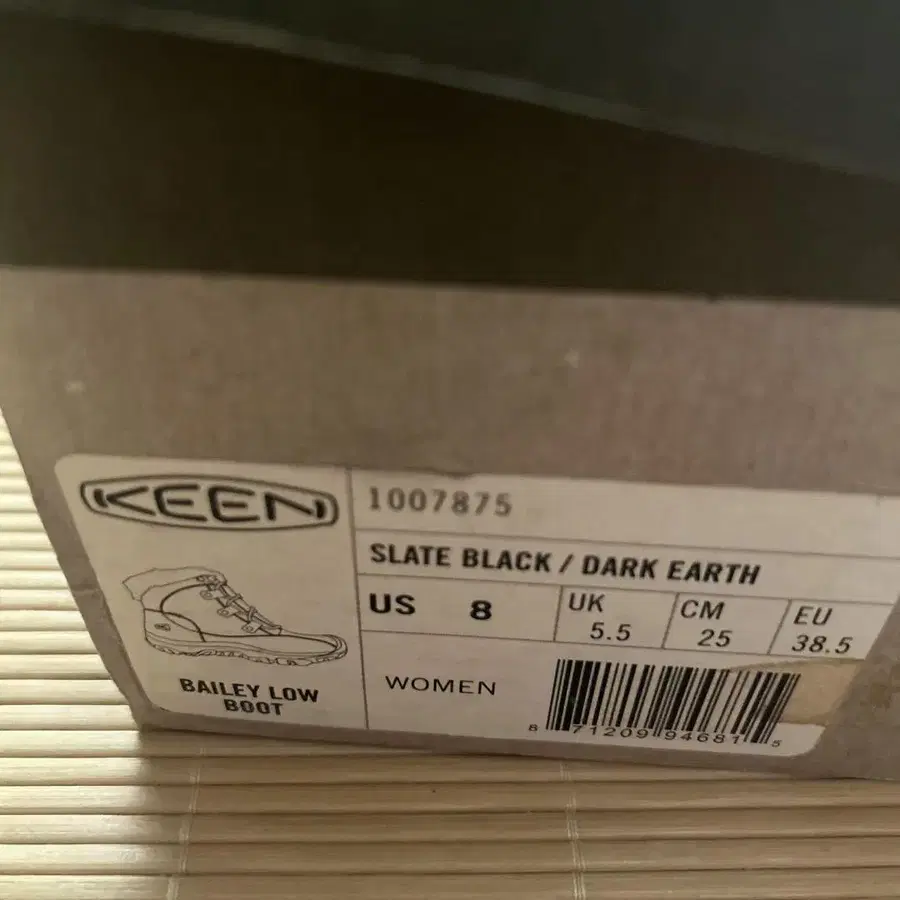 KEEN
1007875
SLATE BLACK / DARK EARTH
US 8
UK 5.5
CM 25
EU 38.5
BAILEY LOW
BOOT
WOMEN
8 71209 94681 5